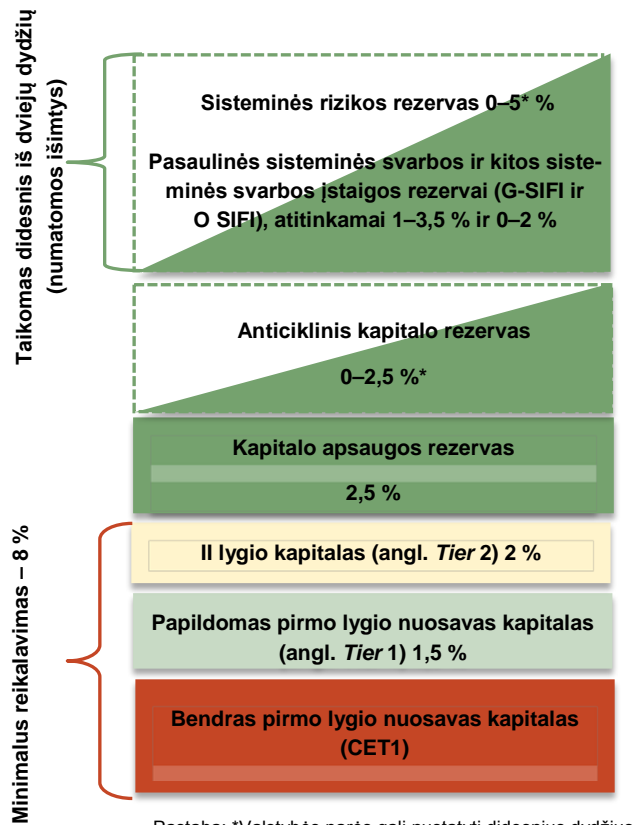 Taikomas didesnis iš dviejų dydžių
(numatomos išimtys)
Sisteminės rizikos rezervas 0–5* %
Pasaulinės sisteminės svarbos ir kitos siste-
minės svarbos įstaigos rezervai (G-SIFI ir
O SIFI), atitinkamai 1–3,5 % ir 0–2 %
Anticiklinis kapitalo rezervas
0–2,5 %*
Kapitalo apsaugos rezervas
2,5 %
Minimalus reikalavimas – 8 %
II lygio kapitalas (angl. Tier 2) 2 %
Papildomas pirmo lygio nuosavas kapitalas
(angl. Tier 1) 1,5 %
Bendras pirmo lygio nuosavas kapitalas
(CET1)